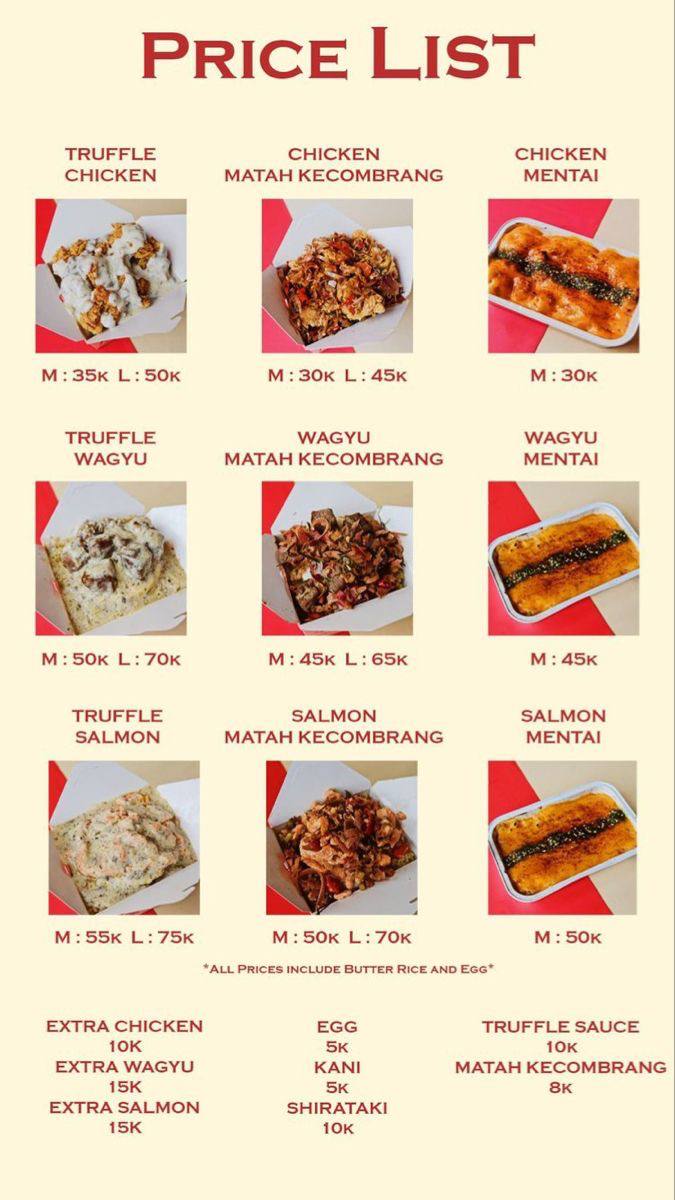 PRICE LIST
TRUFFLE
CHICKEN
M : 35K L : 50K
CHICKEN
MATAH KECOMBRANG
M : 30K L : 45K
CHICKEN
MENTAI
M : 30K
TRUFFLE
WAGYU
M : 50K L : 70K
WAGYU
MATAH KECOMBRANG
M : 45K L : 65K
WAGYU
MENTAI
M : 45K
TRUFFLE
SALMON
M : 55K L : 75K
SALMON
MATAH KECOMBRANG
M : 50K L : 70K
SALMON
MENTAI
M : 50K
*ALL PRICES INCLUDE BUTTER RICE AND EGG*
EXTRA CHICKEN
10K
EXTRA WAGYU
15K
EXTRA SALMON
15K
EGG
5K
KANI
5K
SHIRATAKI
10K
TRUFFLE SAUCE
10K
MATAH KECOMBRANG
8K